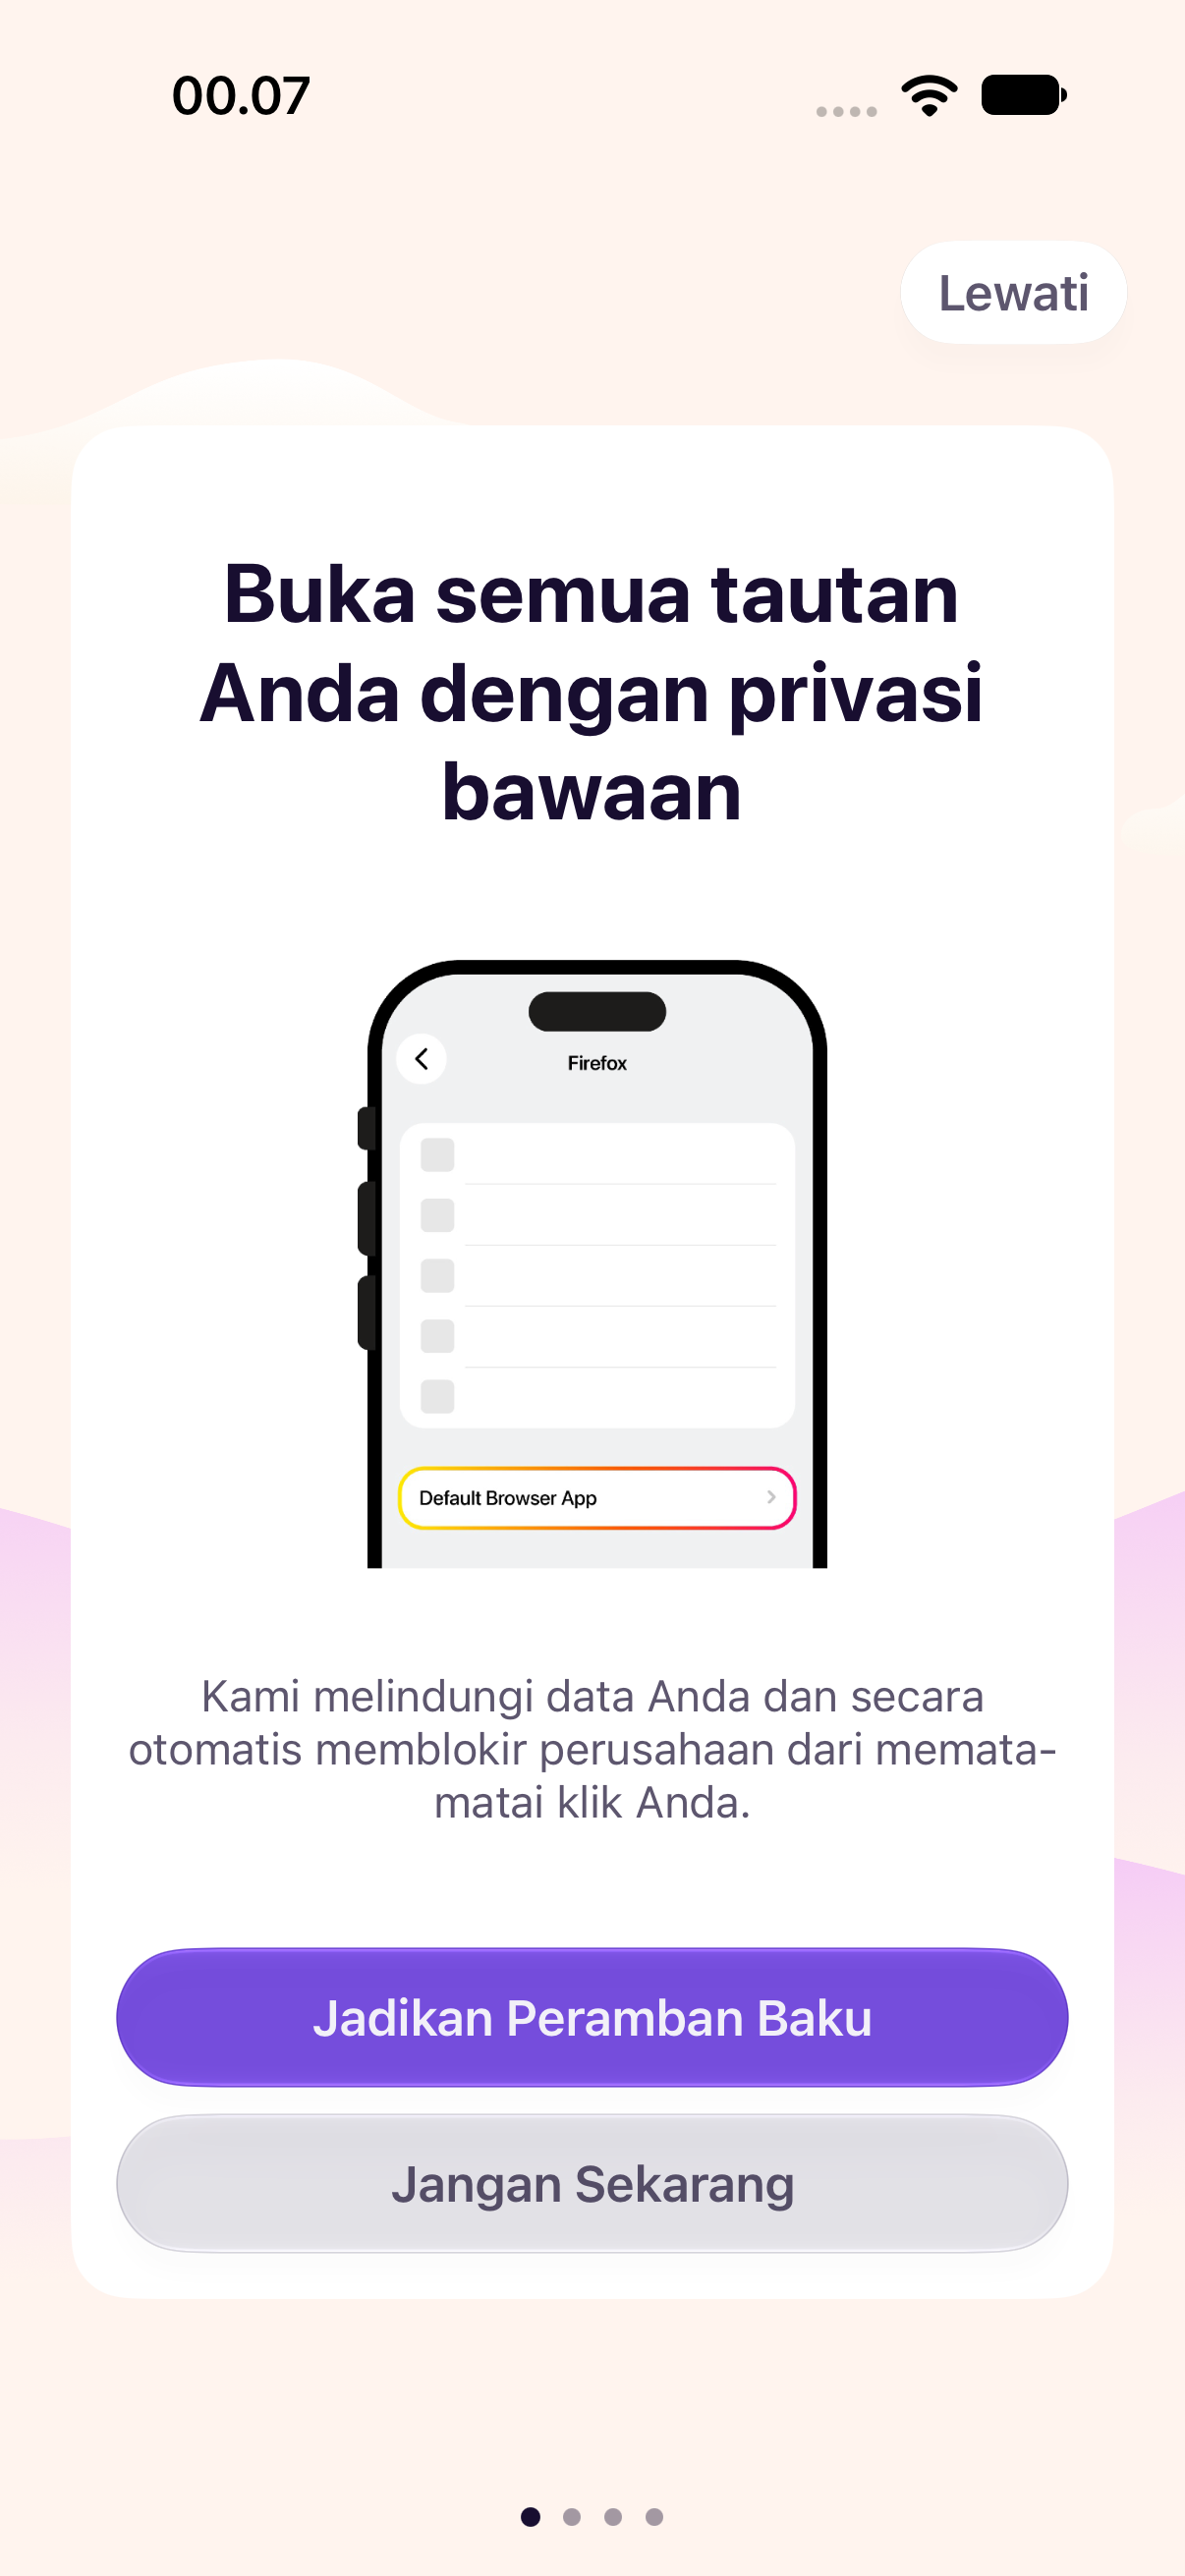 00.07
Lewati
Buka semua tautan
Anda dengan privasi
bawaan
Firefox
Default Browser App
Kami melindungi data Anda dan secara
otomatis memblokir perusahaan dari memata-
matai klik Anda.
Jadikan Peramban Baku
Jangan Sekarang